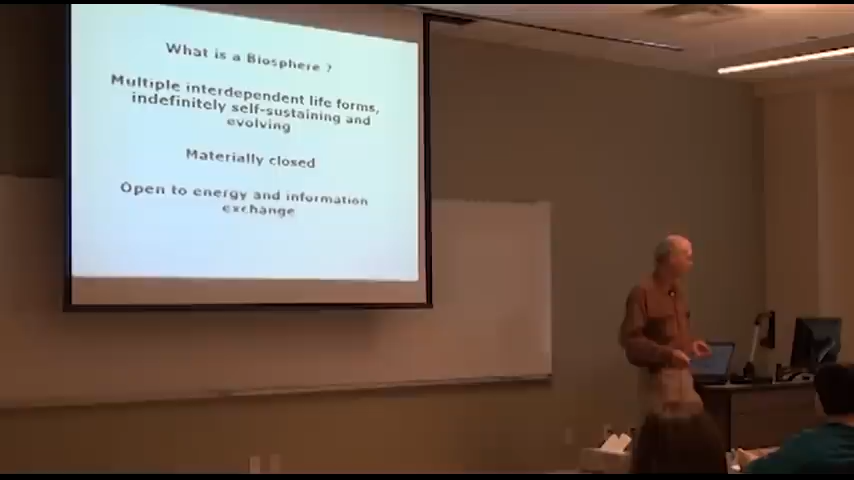 What is a Biosphere ?
Multiple interdependent life forms,
indefinitely self-sustaining and
evolving
Materially closed
Open to energy and information
exchange